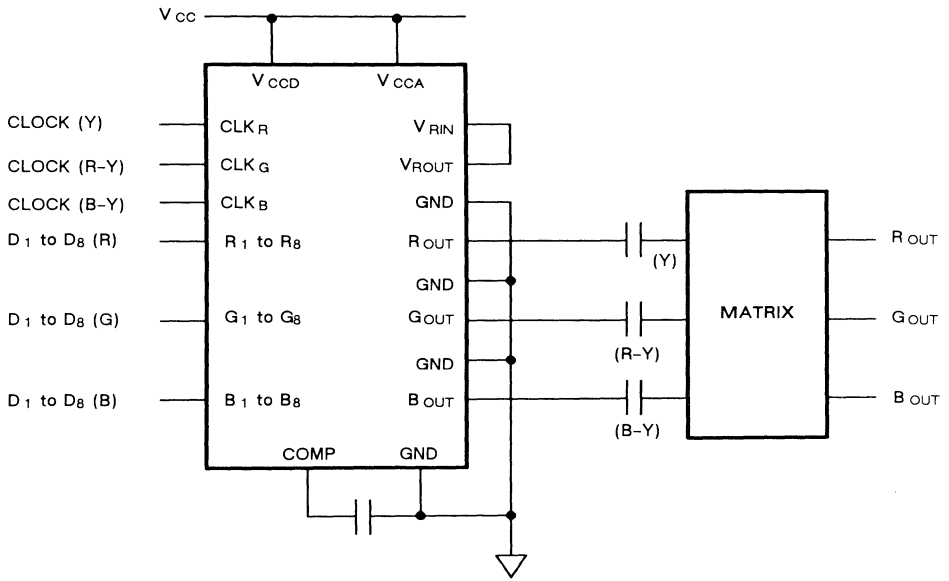 V CC
V CCD V CCA
CLOCK (Y) CLK R V RIN
CLOCK (R-Y) CLK G V ROUT
CLOCK (B-Y) CLK B GND
D 1 to D 8 (R) R 1 to R 8 R OUT (Y) R OUT
GND
D 1 to D 8 (G) G 1 to G 8 G OUT MATRIX G OUT
(R-Y)
GND
D 1 to D 8 (B) B 1 to B 8 B OUT B OUT
(B-Y)
COMP GND